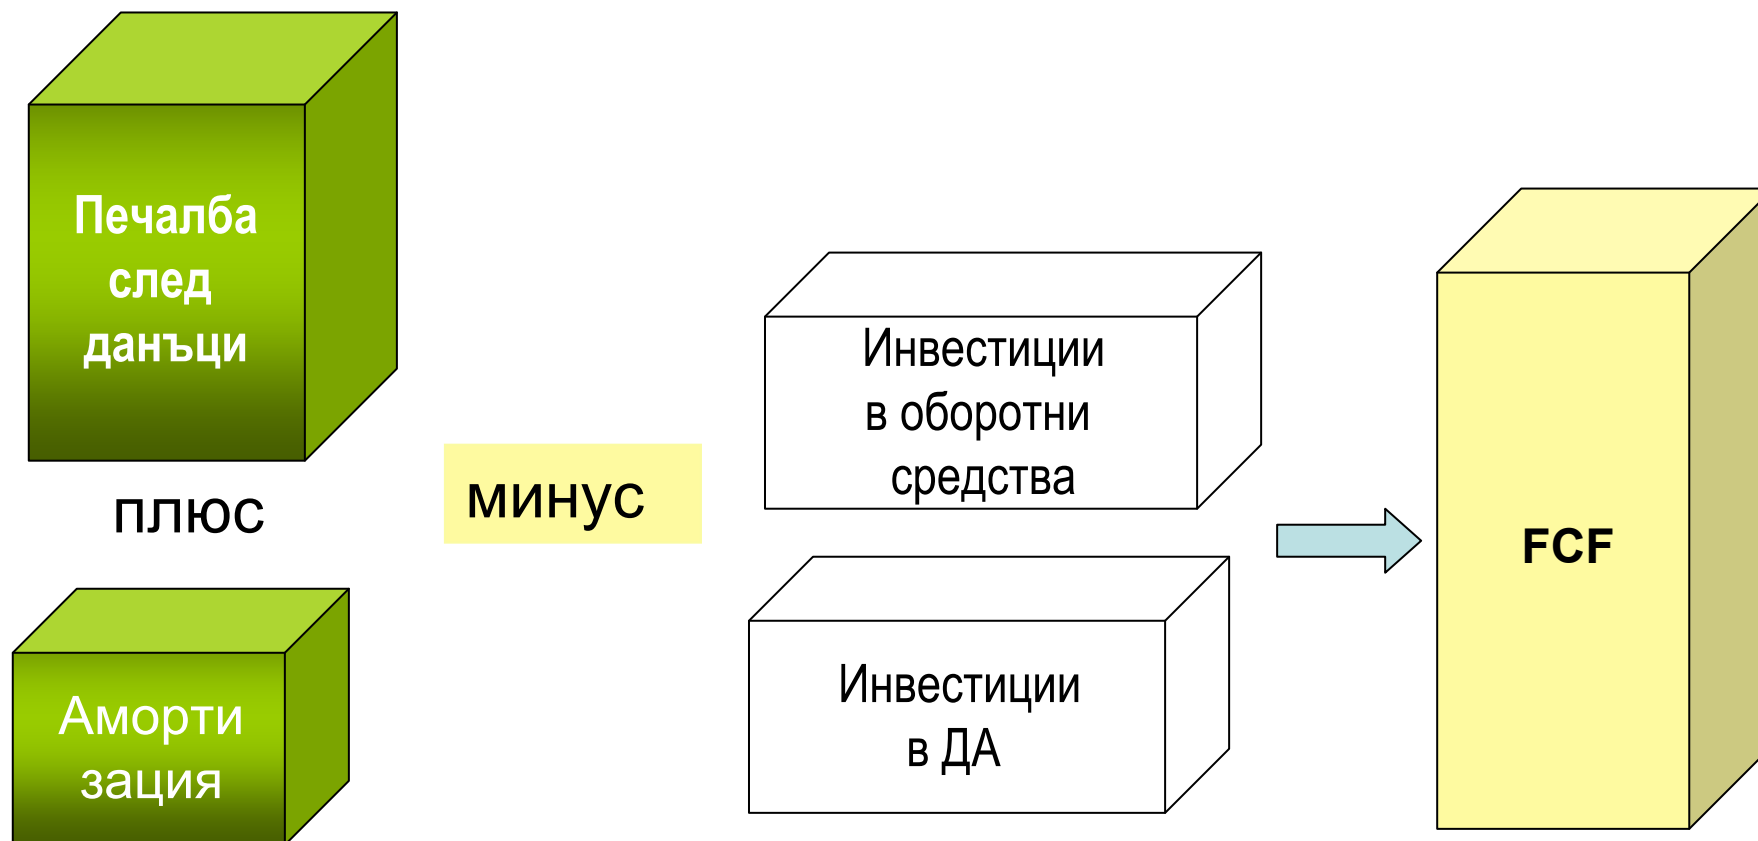 Печалба
след
данъци
плюс
Аморти
зация
минус
Инвестиции
в оборотни
средства
Инвестиции
в ДА
FCF